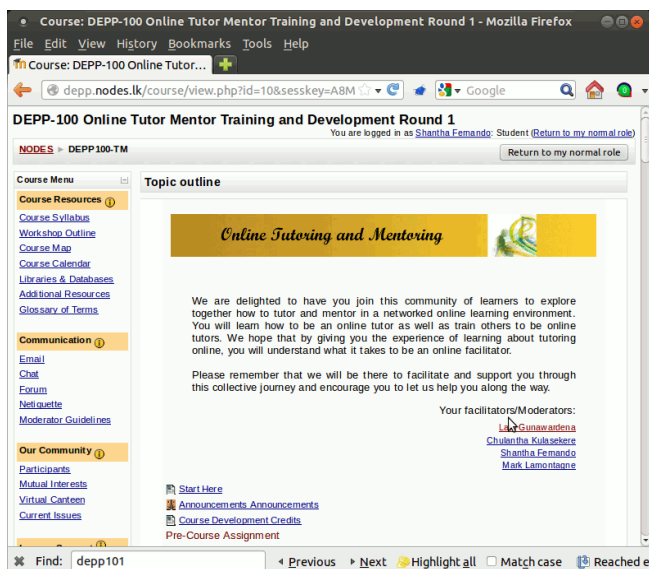 Course: DEPP-100 Online Tutor Mentor Training and Development Round 1 - Mozilla Firefox
File Edit View History Bookmarks Tools Help
Course: DEPP-100 Online Tutor...
depp.nodes.lk/course/view.php?id=10&sesskey=A8M
Google
DEPP-100 Online Tutor Mentor Training and Development Round 1
You are logged in as Shantha Fernando: Student (Return to my normal role)
NODES ► DEPP100-TM
Return to my normal role
Course Menu
Topic outline
Course Resources
Course Syllabus
Workshop Outline
Course Map
Course Calendar
Libraries & Databases
Additional Resources
Glossary of Terms
Communication
Email
Chat
Forum
Netiquette
Moderator Guidelines
Our Community
Participants
Mutual Interests
Virtual Canteen
Current Issues
Online Tutoring and Mentoring
We are delighted to have you join this community of learners to explore
together how to tutor and mentor in a networked online learning environment.
You will learn how to be an online tutor as well as train others to be online
tutors. We hope that by giving you the experience of learning about tutoring
online, you will understand what it takes to be an online facilitator.
Please remember that we will be there to facilitate and support you through
this collective journey and encourage you to let us help you along the way.
Your facilitators/Moderators:
Gunawardena
Chulantha Kulasekere
Shantha Fernando
Mark Lamontagne
Start Here
Announcements Announcements
Course Development Credits
Pre-Course Assignment
Find: depp101
Previous Next Highlight all Match case Reached e